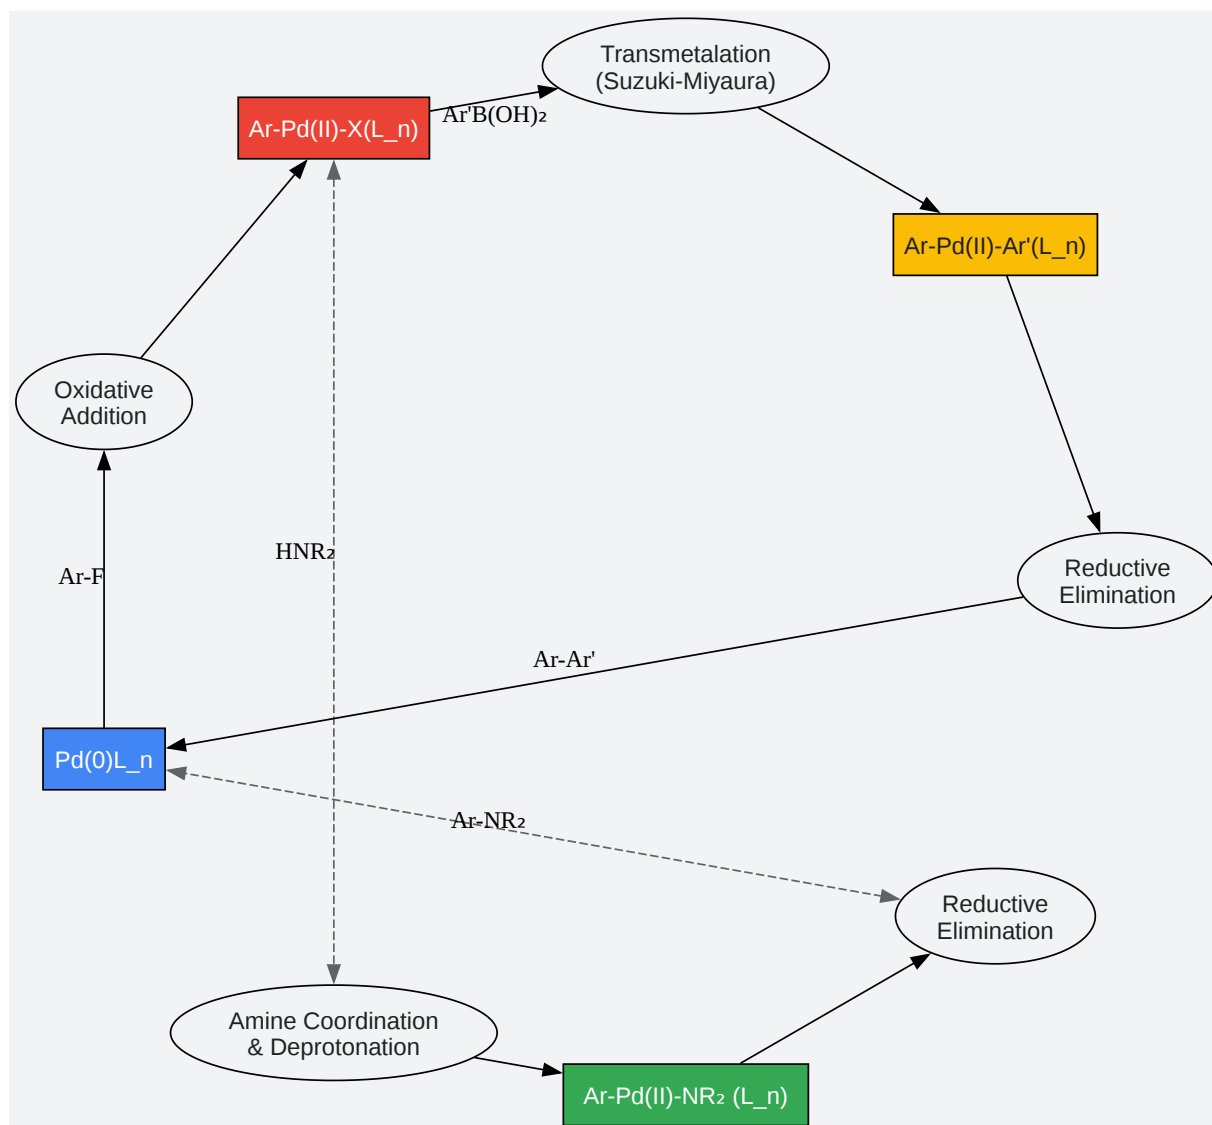 Transmetalation
(Suzuki-Miyaura)
Ar-Pd(II)-X(L_n)
Ar'B(OH)₂
Ar-Pd(II)-Ar'(L_n)
Oxidative
Addition
HNR₂
Ar-F
Reductive
Elimination
Ar-Ar'
Pd(0)L_n
Ar-NR₂
Reductive
Elimination
Amine Coordination
& Deprotonation
Ar-Pd(II)-NR₂ (L_n)